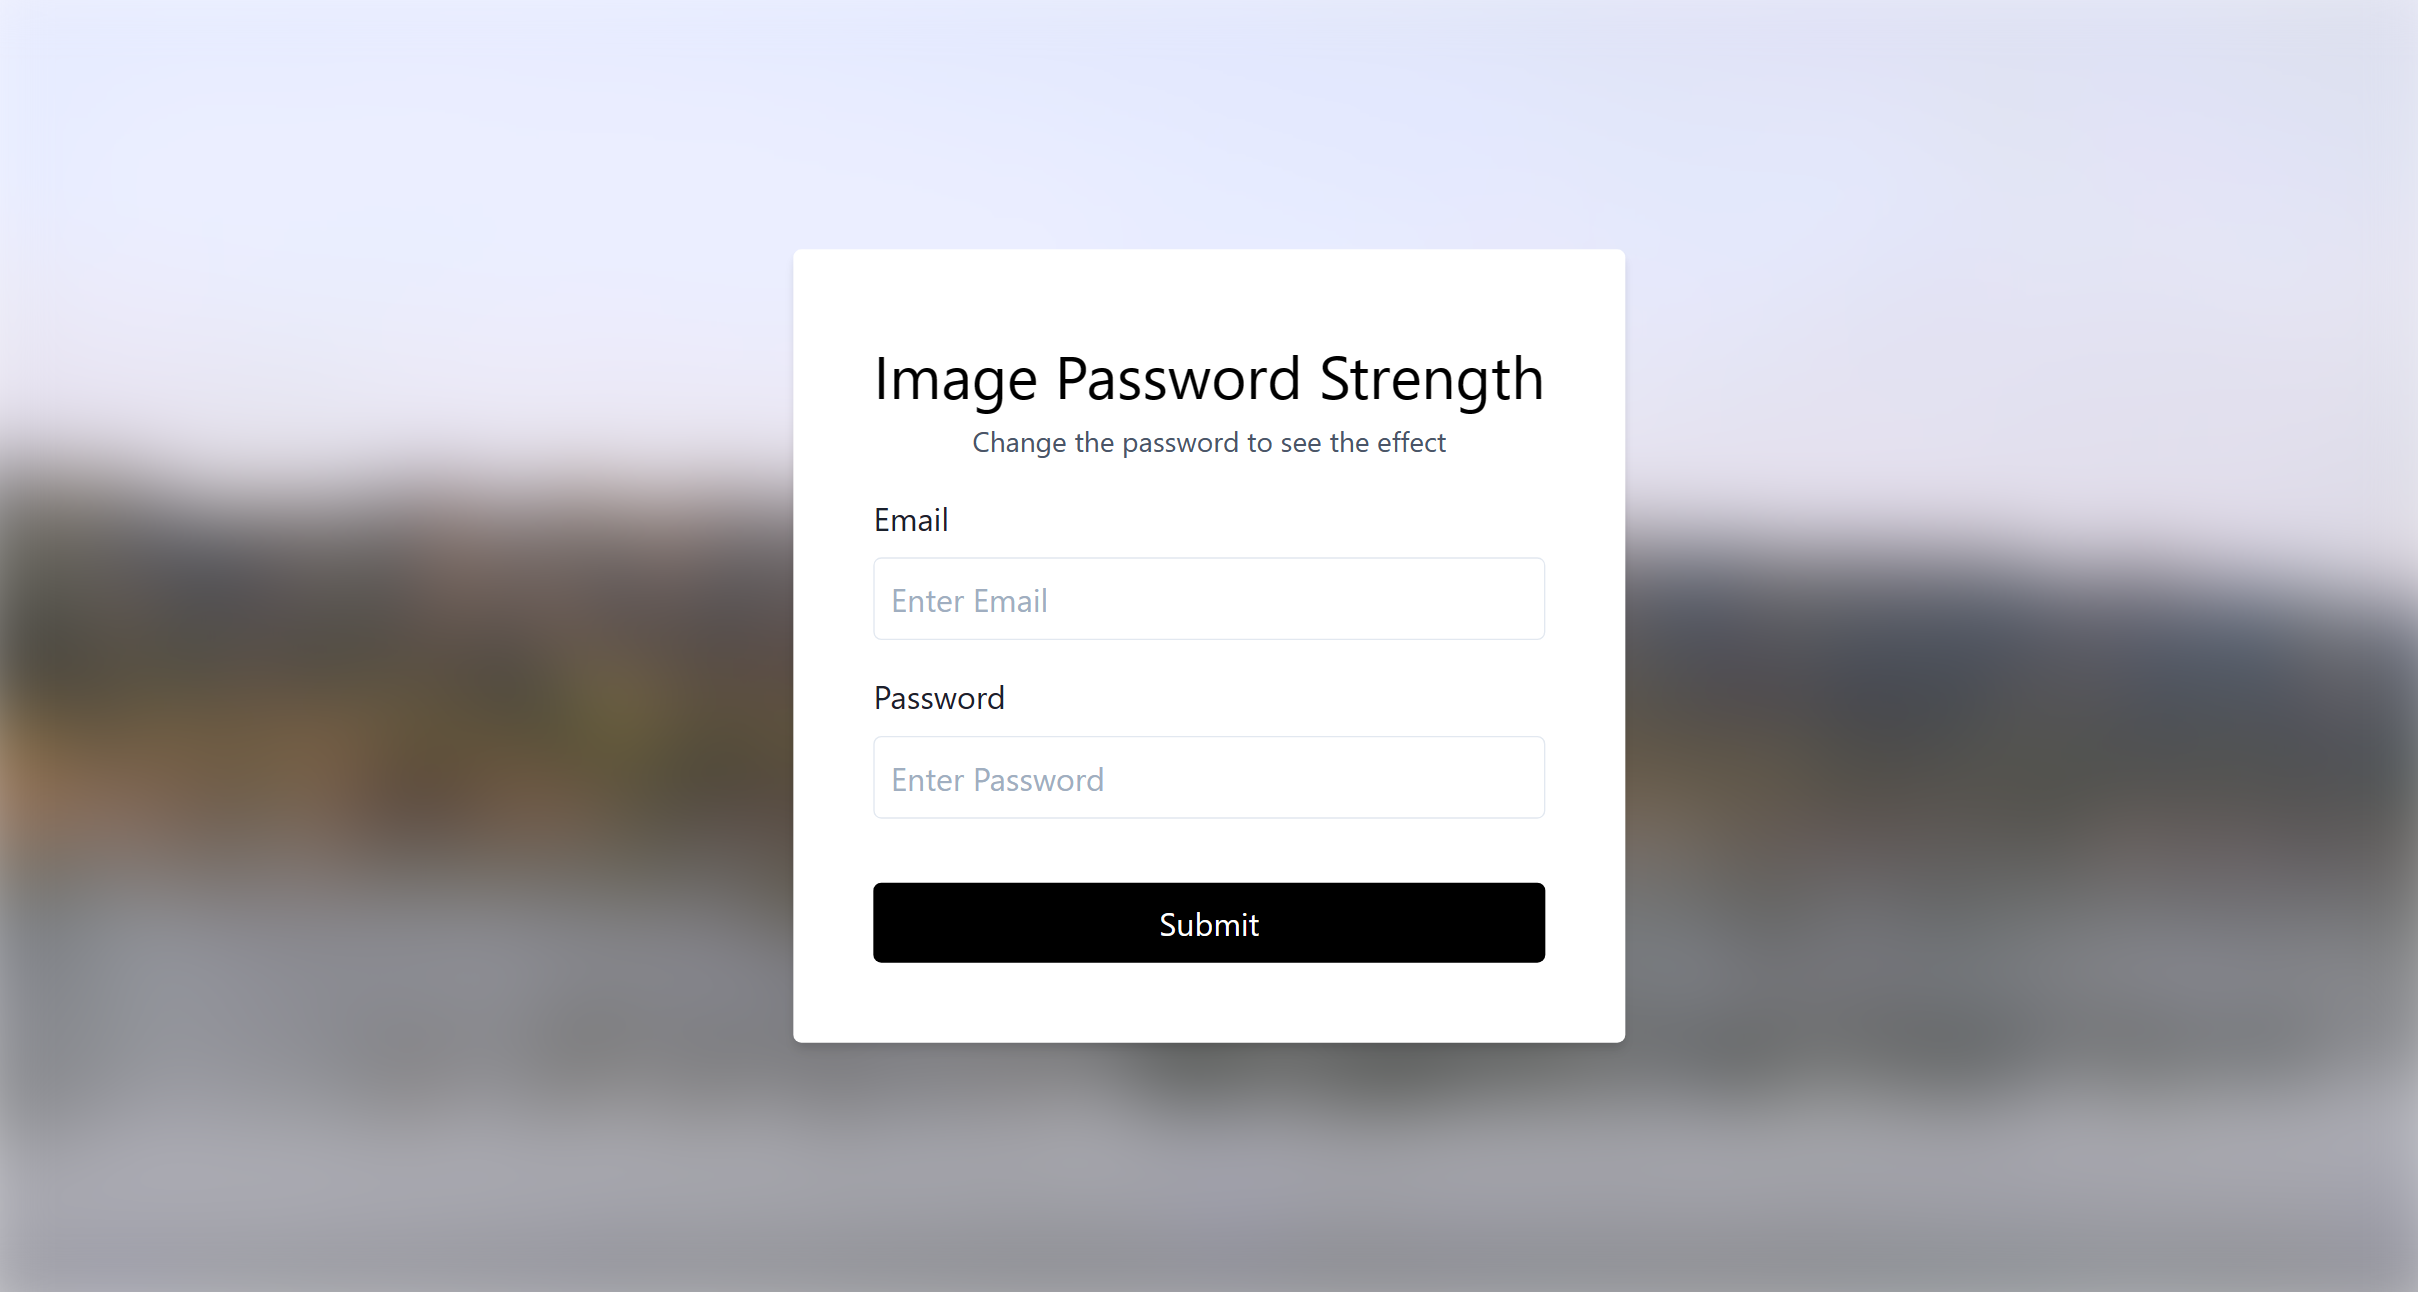 Image Password Strength
Change the password to see the effect
Email
Enter Email
Password
Enter Password
Submit